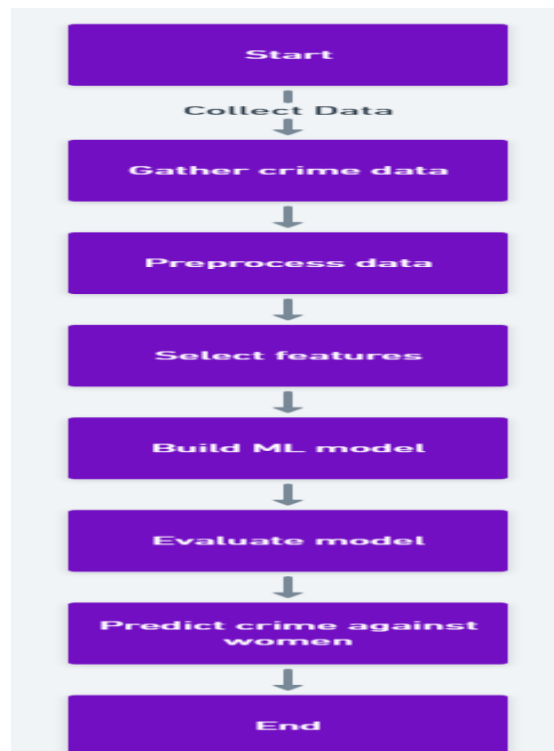 Start
Collect Data
Gather crime data
Preprocess data
Select features
Build ML model
Evaluate model
Predict crime against
women
End